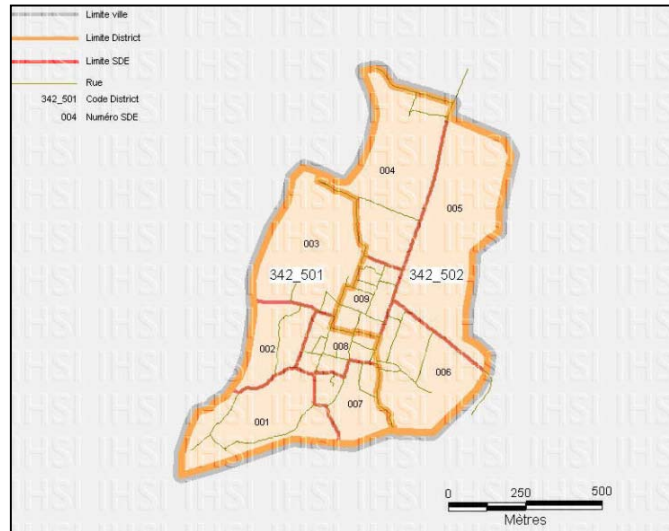 Limite ville
Limite District
Limite SDE
Rue
342_501 Code District
004 Numéro SDE
004
005
003
342_501
342_502
009
008
002
006
007
001
0 250 500
Mètres
IHSI